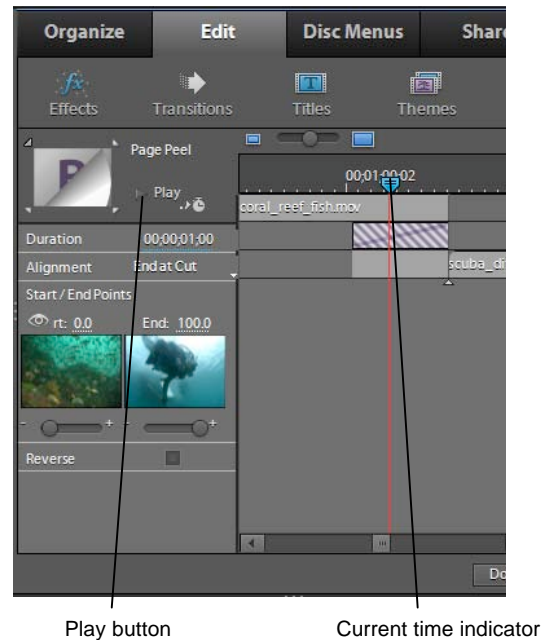 Organize Edit Disc Menus Share
Effects Transitions Titles Themes
Page Peel
Play
00;01;00;02
coral_reef_fish.mov
Duration 00;00;01;00
Alignment End at Cut
scuba_di
Start / End Points
rt: 0.0 End: 100.0
- + - +
Reverse
Do
Play button Current time indicator